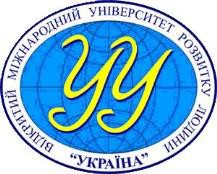 ВІДКРИТИЙ МІЖНАРОДНИЙ УНІВЕРСИТЕТ РОЗВИТКУ ЛЮДИНИ
УУ
“УКРАЇНА”